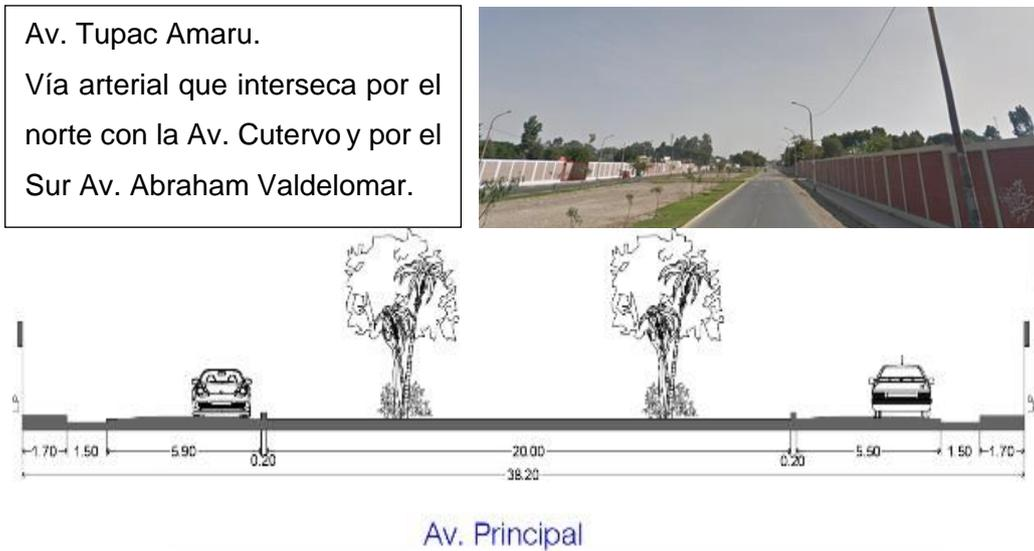 Av. Tupac Amaru.
Vía arterial que interseca por el
norte con la Av. Cutervo y por el
Sur Av. Abraham Valdelomar.
1.70 1.50 5.90 0.20 20.00 0.20 5.50 1.50 1.70
38.20
Av. Principal